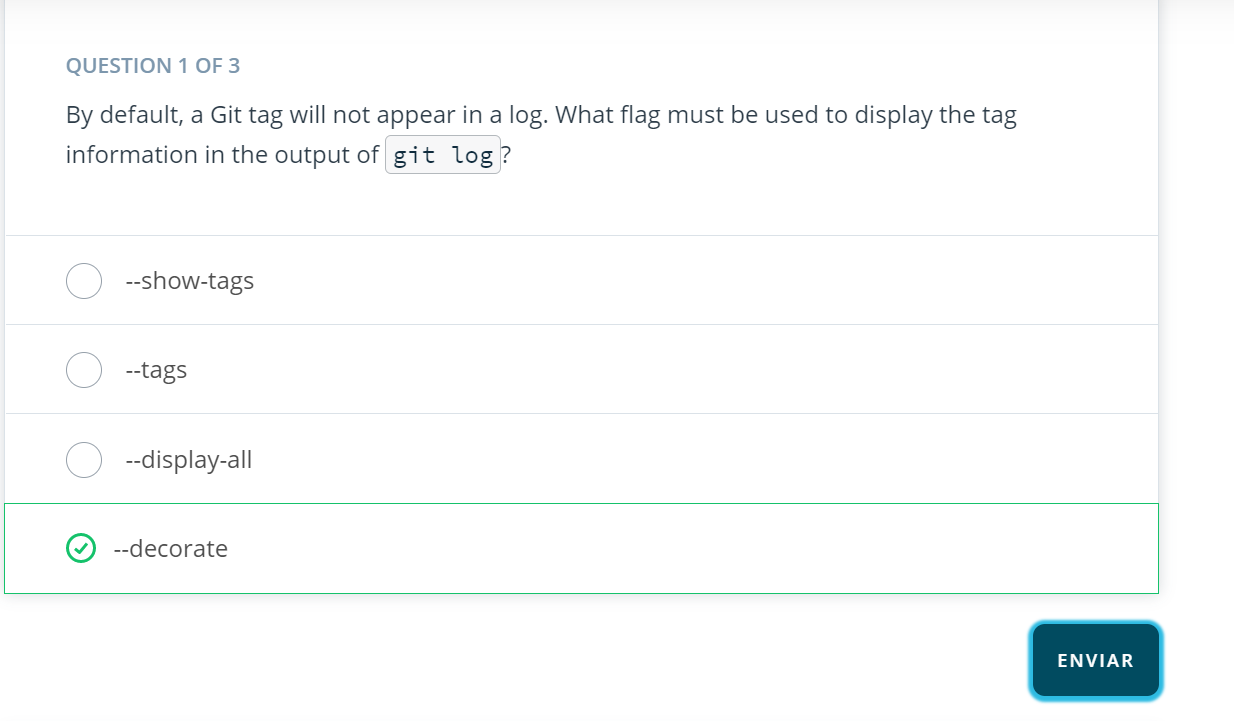 QUESTION 1 OF 3
By default, a Git tag will not appear in a log. What flag must be used to display the tag
information in the output of git log?
--show-tags
--tags
--display-all
--decorate
ENVIAR